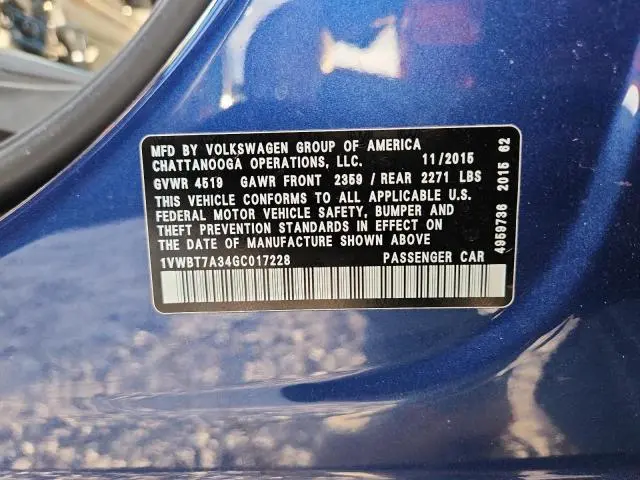 MFD BY VOLKSWAGEN GROUP OF AMERICA
CHATTANOOGA OPERATIONS, LLC. 11/2015
GVWR 4519 GAWR FRONT 2359 / REAR 2271 LBS
THIS VEHICLE CONFORMS TO ALL APPLICABLE U.S.
FEDERAL MOTOR VEHICLE SAFETY, BUMPER AND
THEFT PREVENTION STANDARDS IN EFFECT ON
THE DATE OF MANUFACTURE SHOWN ABOVE
1VWBT7A34GC017228 PASSENGER CAR
4959736 2015 62